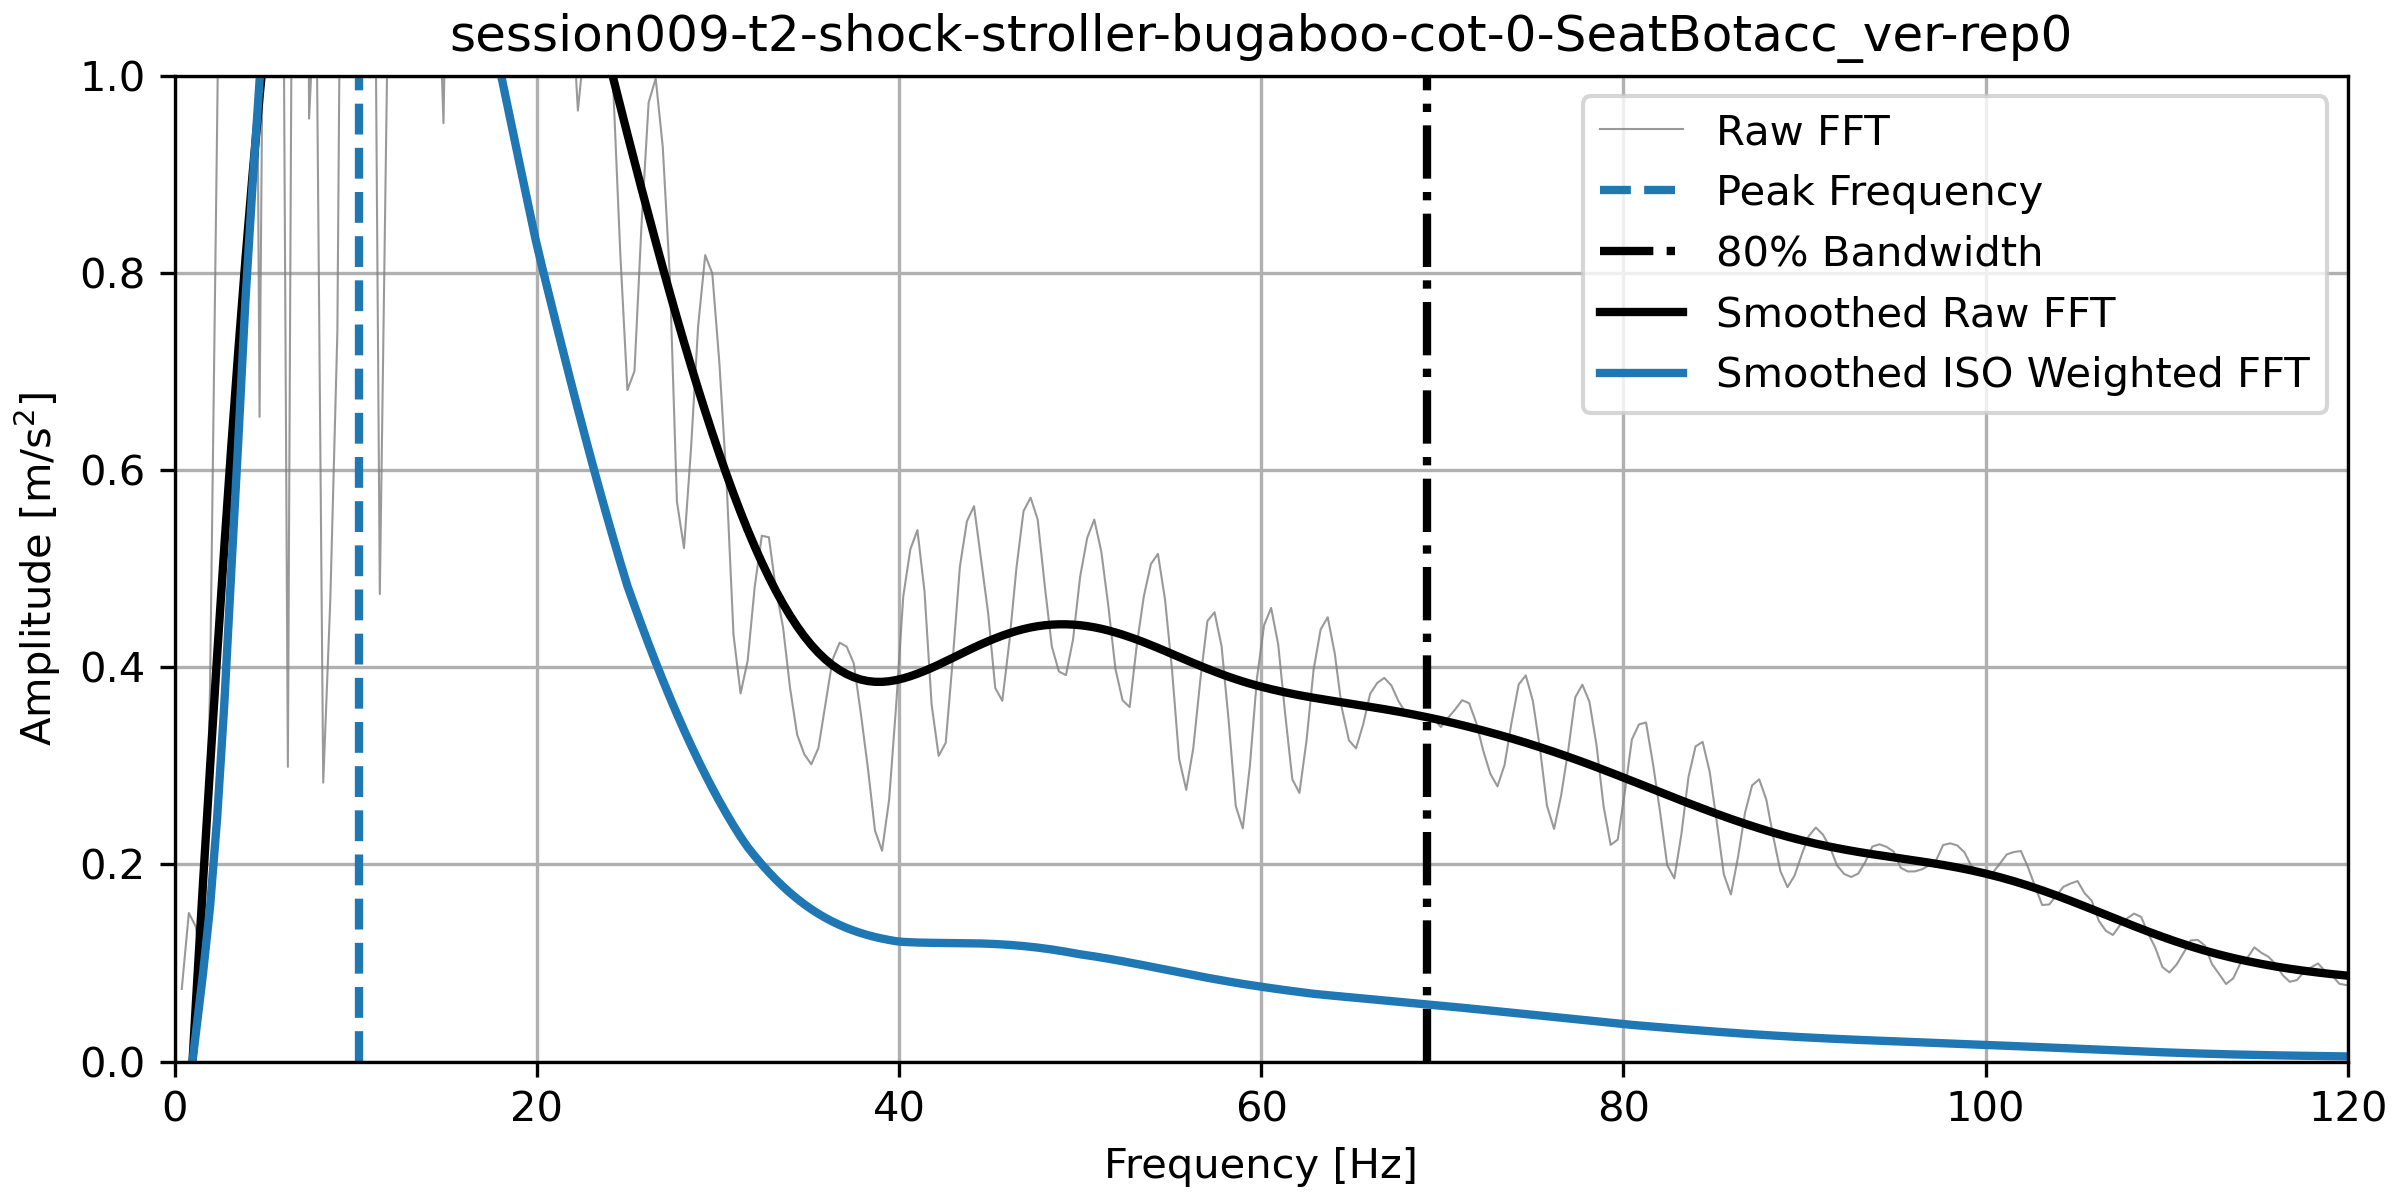 session009-t2-shock-stroller-bugaboo-cot-0-SeatBotacc_ver-rep0
1.0
0.8
0.6
0.4
0.2
0.0
Amplitude [m/s²]
Raw FFT
Peak Frequency
80% Bandwidth
Smoothed Raw FFT
Smoothed ISO Weighted FFT
0 20 40 60 80 100 120
Frequency [Hz]